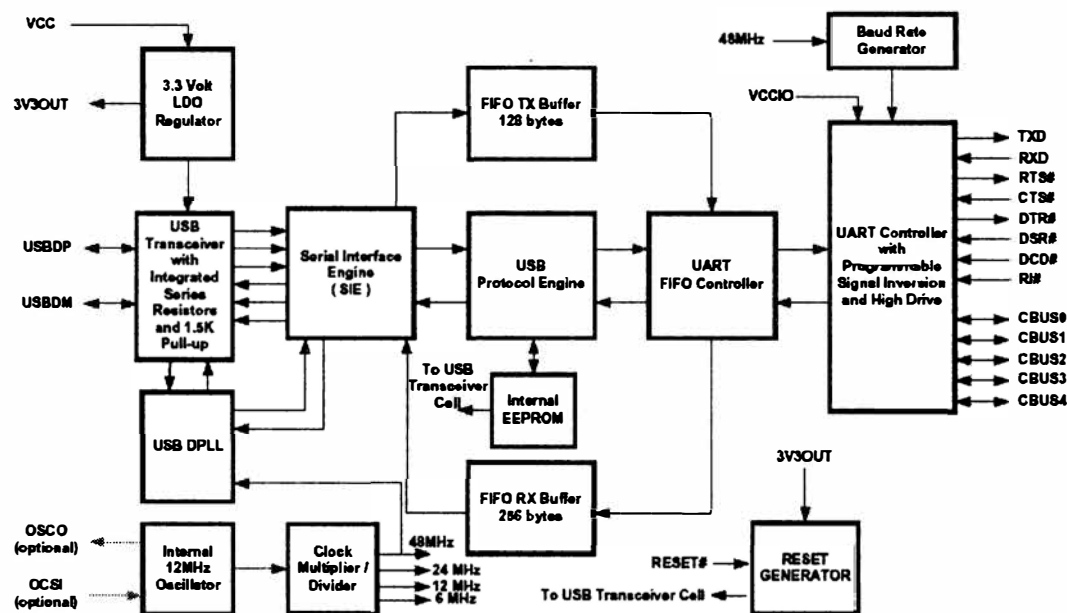 VCC
3V3OUT
3.3 Volt
LDO
Regulator
FIFO TX Buffer
128 bytes
48MHz
Baud Rate
Generator
VCCIO
TXD
RXD
RTS#
CTS#
DTR#
DSR#
DCD#
RI#
CBUS0
CBUS1
CBUS2
CBUS3
CBUS4
USBDP
USBDM
USB
Transceiver
with
Integrated
Series
Resistors
and 1.5K
Pull-up
Serial Interface
Engine
( SIE )
USB
Protocol Engine
UART
FIFO Controller
UART Controller
with
Programmable
Signal Inversion
and High Drive
To USB
Transceiver
Cell
Internal
EEPROM
USB DPLL
FIFO RX Buffer
256 bytes
3V3OUT
OSCO
(optional)
OCSI
(optional)
Internal
12MHz
Oscillator
Clock
Multiplier /
Divider
48MHz
24 MHz
12 MHz
6 MHz
RESET#
To USB Transceiver Cell
RESET
GENERATOR